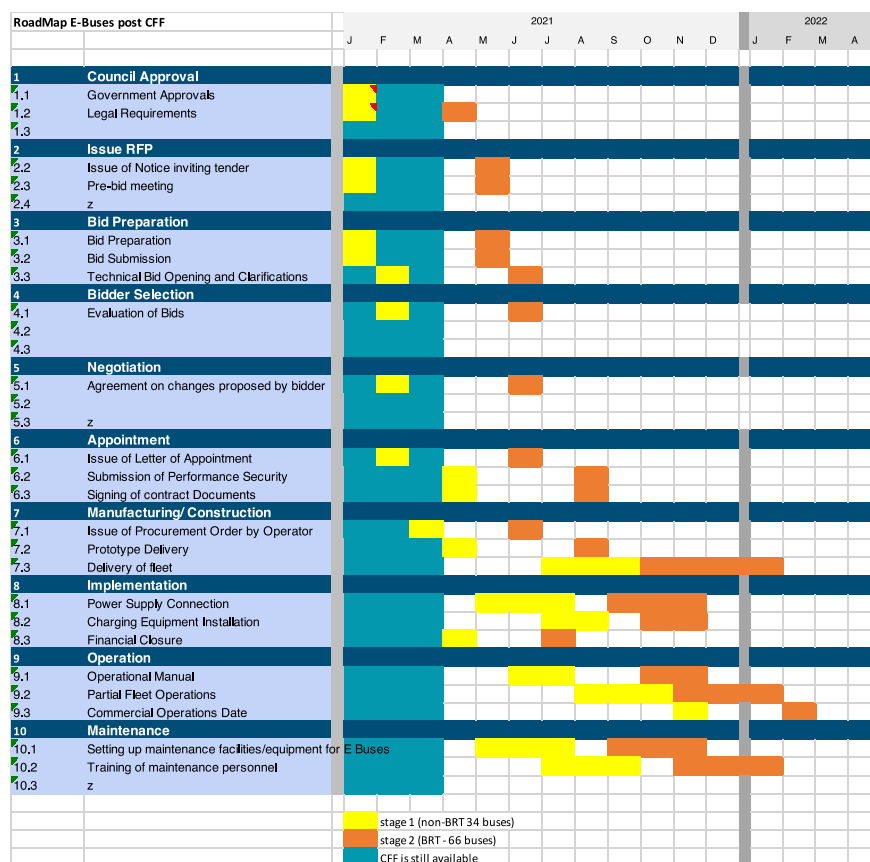 RoadMap E-Buses post CFF 2021 2022
J F M A M J J A S O N D J F M A
1 Council Approval
1.1 Government Approvals
1.2 Legal Requirements
1.3
2 Issue RFP
2.2 Issue of Notice inviting tender
2.3 Pre-bid meeting
2.4 z
3 Bid Preparation
3.1 Bid Preparation
3.2 Bid Submission
3.3 Technical Bid Opening and Clarifications
4 Bidder Selection
4.1 Evaluation of Bids
4.2
4.3
5 Negotiation
5.1 Agreement on changes proposed by bidder
5.2
5.3 z
6 Appointment
6.1 Issue of Letter of Appointment
6.2 Submission of Performance Security
6.3 Signing of contract Documents
7 Manufacturing/ Construction
7.1 Issue of Procurement Order by Operator
7.2 Prototype Delivery
7.3 Delivery of fleet
8 Implementation
8.1 Power Supply Connection
8.2 Charging Equipment Installation
8.3 Financial Closure
9 Operation
9.1 Operational Manual
9.2 Partial Fleet Operations
9.3 Commercial Operations Date
10 Maintenance
10.1 Setting up maintenance facilities/equipment for E Buses
10.2 Training of maintenance personnel
10.3 z
stage 1 (non-BRT 34 buses)
stage 2 (BRT - 66 buses)
CFF is still available